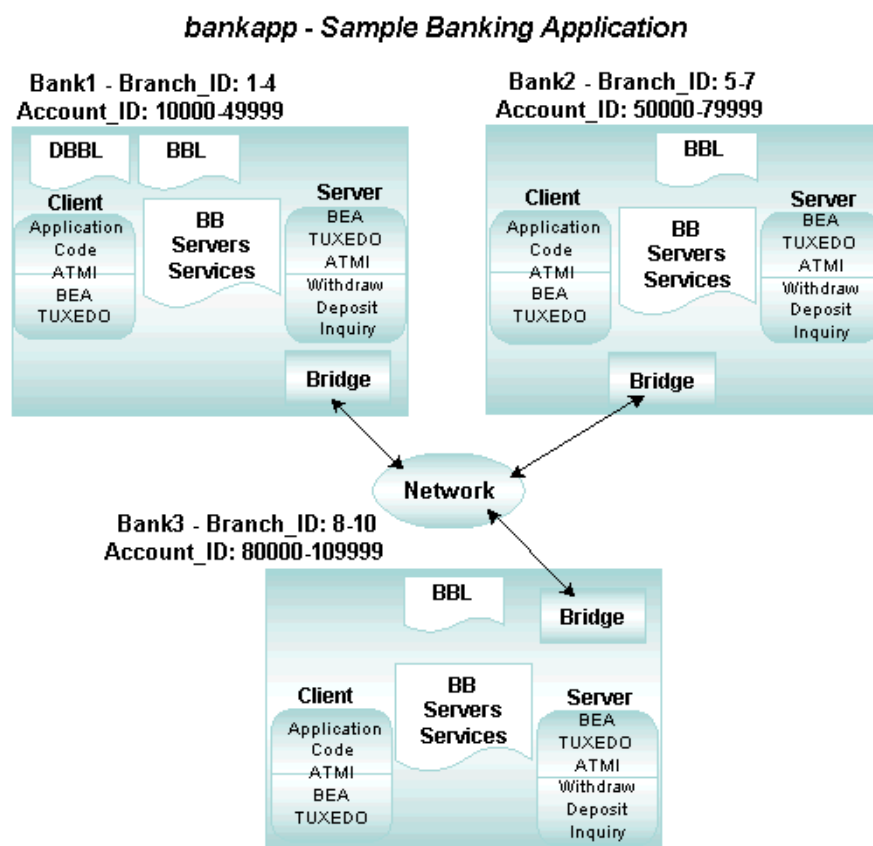 bankapp - Sample Banking Application
Bank1 - Branch_ID: 1-4
Account_ID: 10000-49999
DBBL
BBL
Client
Application
Code
ATMI
BEA
TUXEDO
BB
Servers
Services
Server
BEA
TUXEDO
ATMI
Withdraw
Deposit
Inquiry
Bridge
Bank2 - Branch_ID: 5-7
Account_ID: 50000-79999
BBL
Client
Application
Code
ATMI
BEA
TUXEDO
BB
Servers
Services
Server
BEA
TUXEDO
ATMI
Withdraw
Deposit
Inquiry
Bridge
Network
Bank3 - Branch_ID: 8-10
Account_ID: 80000-109999
BBL
Bridge
Client
Application
Code
ATMI
BEA
TUXEDO
BB
Servers
Services
Server
BEA
TUXEDO
ATMI
Withdraw
Deposit
Inquiry